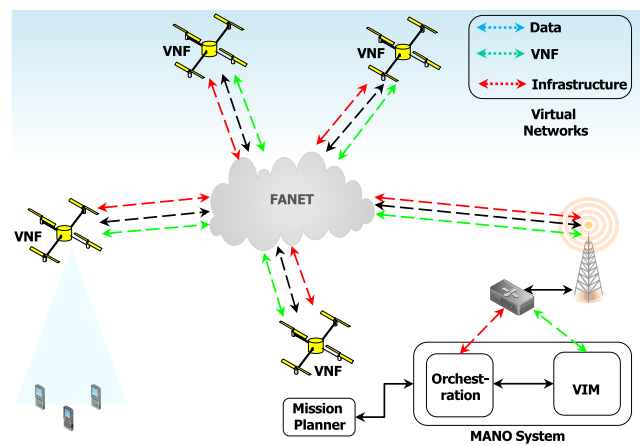 VNF
VNF
Data
VNF
Infrastructure
Virtual
Networks
FANET
VNF
VNF
Orchest-
ration
VIM
Mission
Planner
MANO System